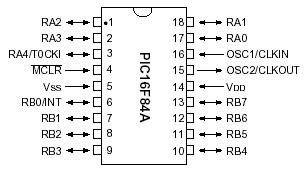 RA2 1 18 RA1
RA3 2 17 RA0
RA4/T0CKI 3 16 OSC1/CLKIN
MCLR 4 15 OSC2/CLKOUT
Vss 5 14 VDD
RB0/INT 6 13 RB7
RB1 7 12 RB6
RB2 8 11 RB5
RB3 9 10 RB4
PIC16F84A